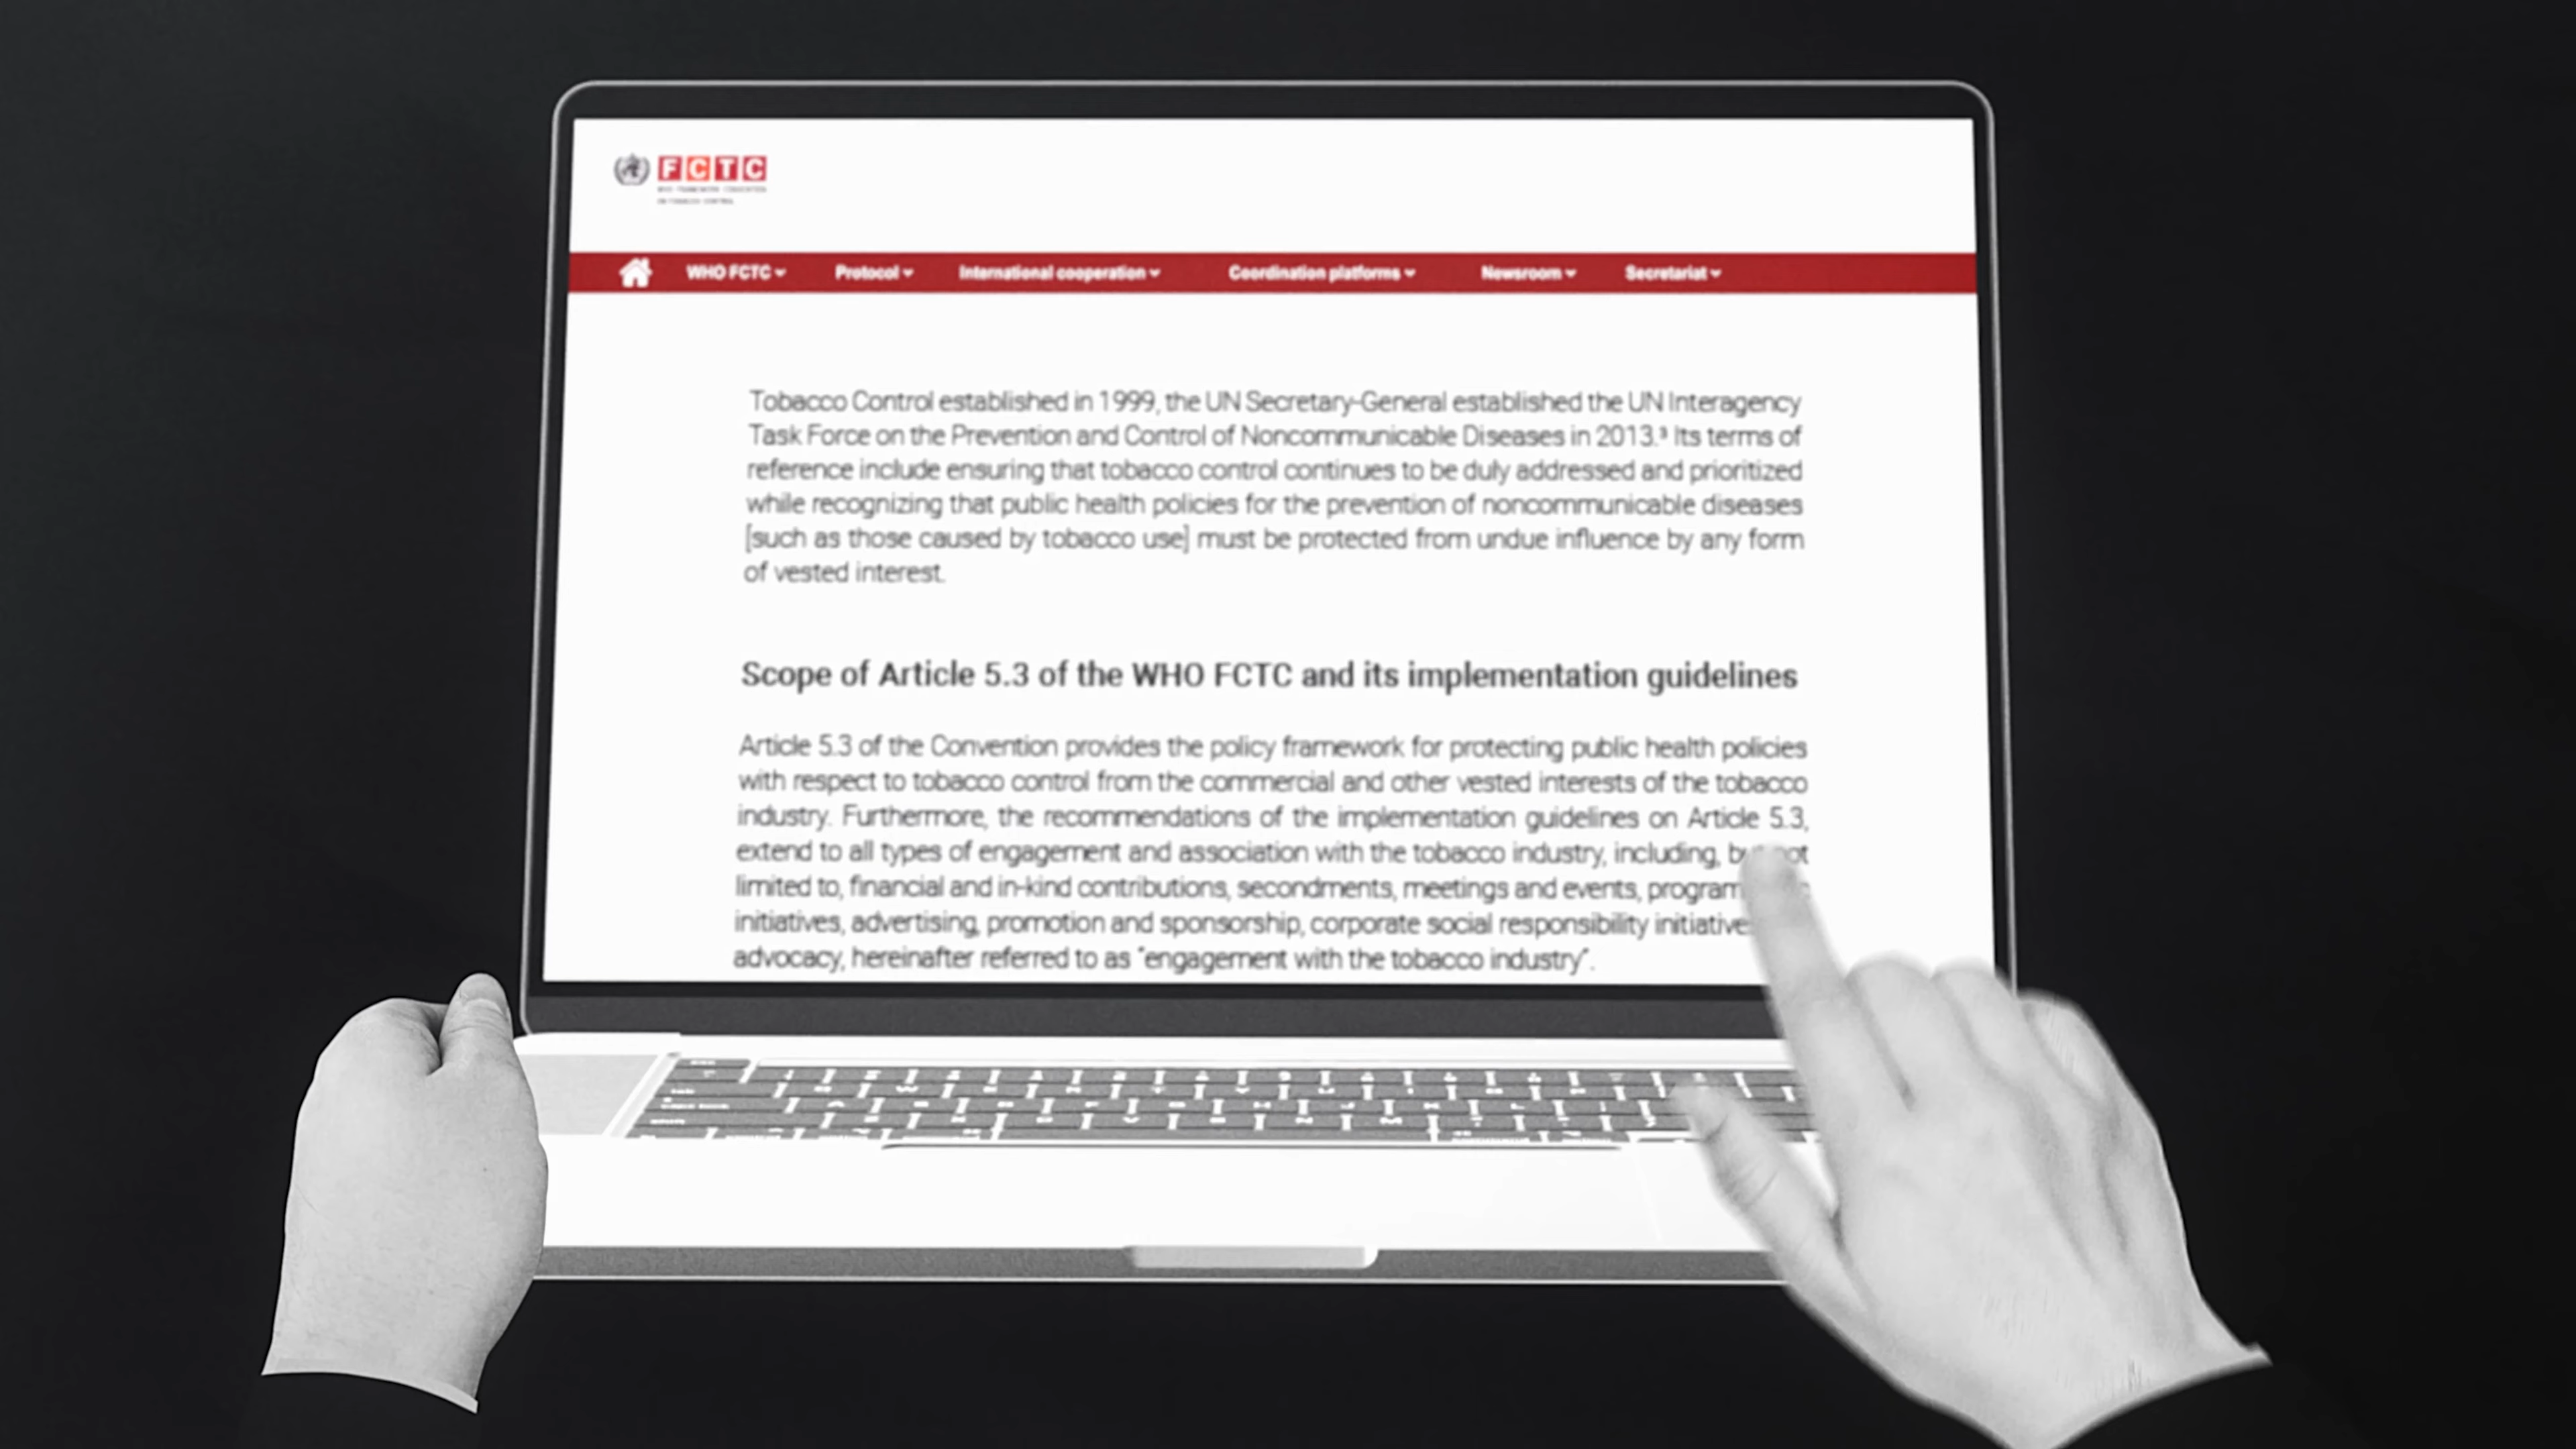 FCTC
WHO FRAMEWORK CONVENTION
ON TOBACCO CONTROL
WHO FCTC
Protocol
International cooperation
Coordination platforms
Newsroom
Secretariat
Tobacco Control established in 1999, the UN Secretary-General established the UN Interagency
Task Force on the Prevention and Control of Noncommunicable Diseases in 2013.³ Its terms of
reference include ensuring that tobacco control continues to be duly addressed and prioritized
while recognizing that public health policies for the prevention of noncommunicable diseases
[such as those caused by tobacco use] must be protected from undue influence by any form
of vested interest.
Scope of Article 5.3 of the WHO FCTC and its implementation guidelines
Article 5.3 of the Convention provides the policy framework for protecting public health policies
with respect to tobacco control from the commercial and other vested interests of the tobacco
industry. Furthermore, the recommendations of the implementation guidelines on Article 5.3,
extend to all types of engagement and association with the tobacco industry, including,
limited to, financial and in-kind contributions, secondments, meetings and events,
initiatives, advertising, promotion and sponsorship, corporate social responsibility
advocacy, hereinafter referred to as "engagement with the tobacco industry".